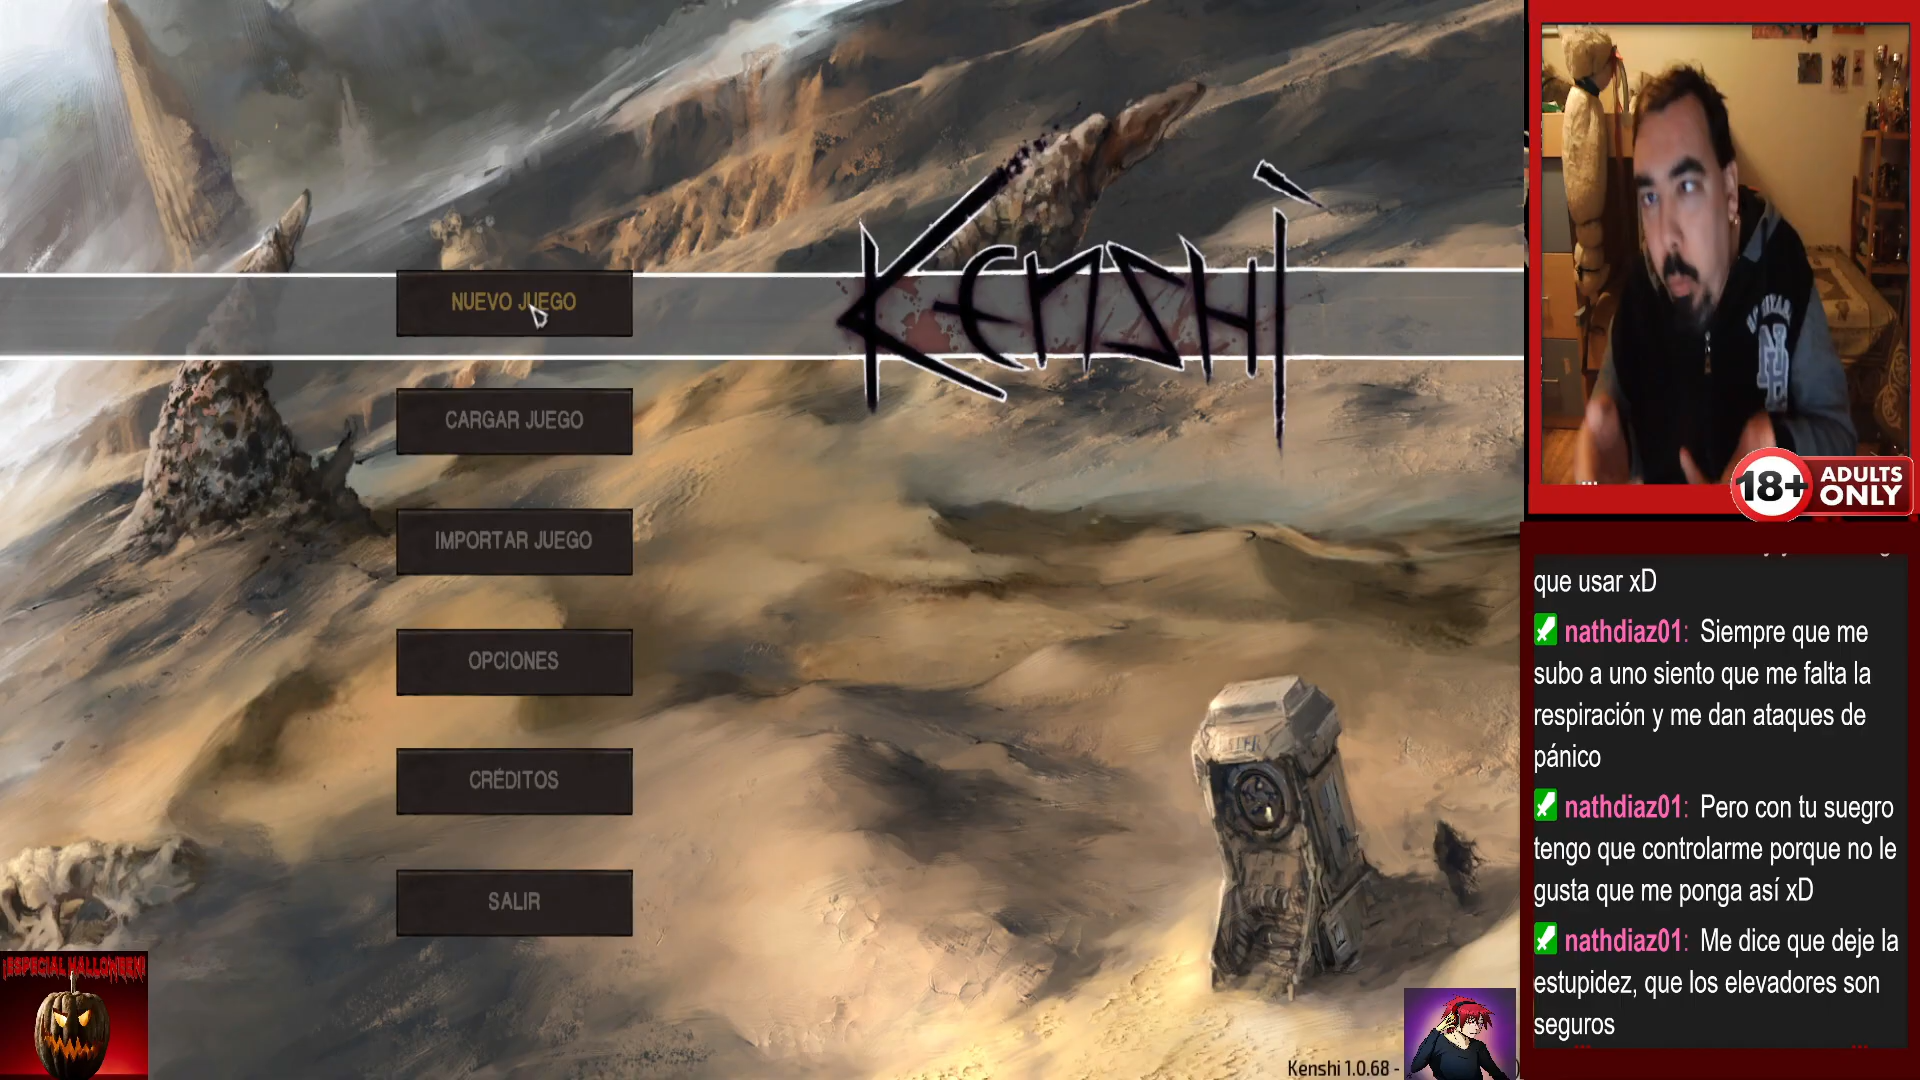 Kenshi
NUEVO JUEGO
CARGAR JUEGO
IMPORTAR JUEGO
OPCIONES
CRÉDITOS
SALIR
¡ESPECIAL HALLOWEEN!
Kenshi 1.0.68 -
18+ ADULTS
ONLY
que usar xD
nathdiaz01: Siempre que me
subo a uno siento que me falta la
respiración y me dan ataques de
pánico
nathdiaz01: Pero con tu suegro
tengo que controlarme porque no le
gusta que me ponga así xD
nathdiaz01: Me dice que deje la
estupidez, que los elevadores son
seguros